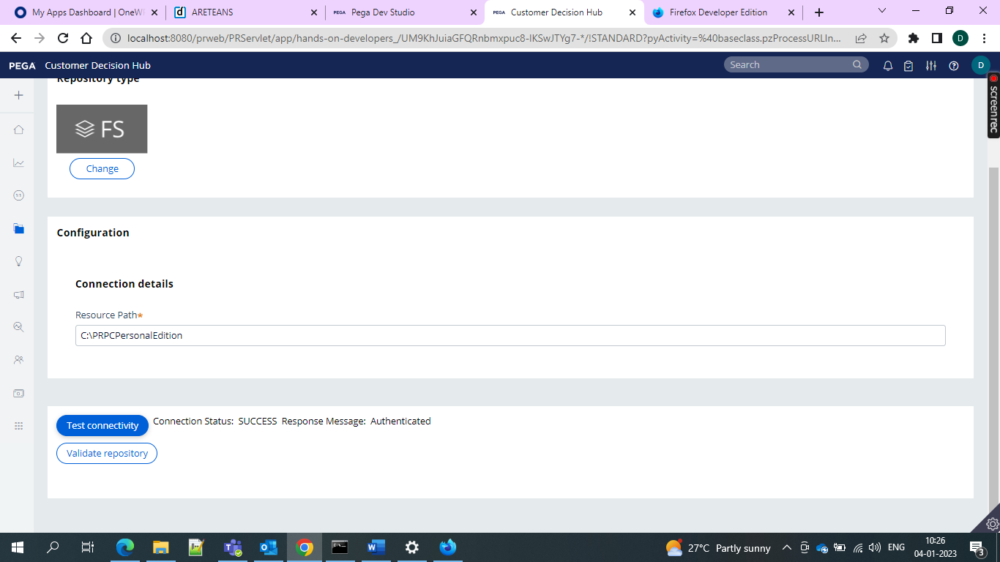 My Apps Dashboard | OneW
ARETEANS
PEGA Pega Dev Studio
PEGA Customer Decision Hub
Firefox Developer Edition
localhost:8080/prweb/PRServlet/app/hands-on-developers_/UM9KhJuiaGFQRnbmxpuc8-IKSwJTYg7-*/!STANDARD?pyActivity=%40baseclass.pzProcessURLIn...
D
PEGA Customer Decision Hub
Search
D
screenrec
Repository type
FS
Change
Configuration
Connection details
Resource Path*
C:\PRPCPersonalEdition
Test connectivity
Connection Status: SUCCESS Response Message: Authenticated
Validate repository
27°C Partly sunny
ENG
10:26
04-01-2023
3